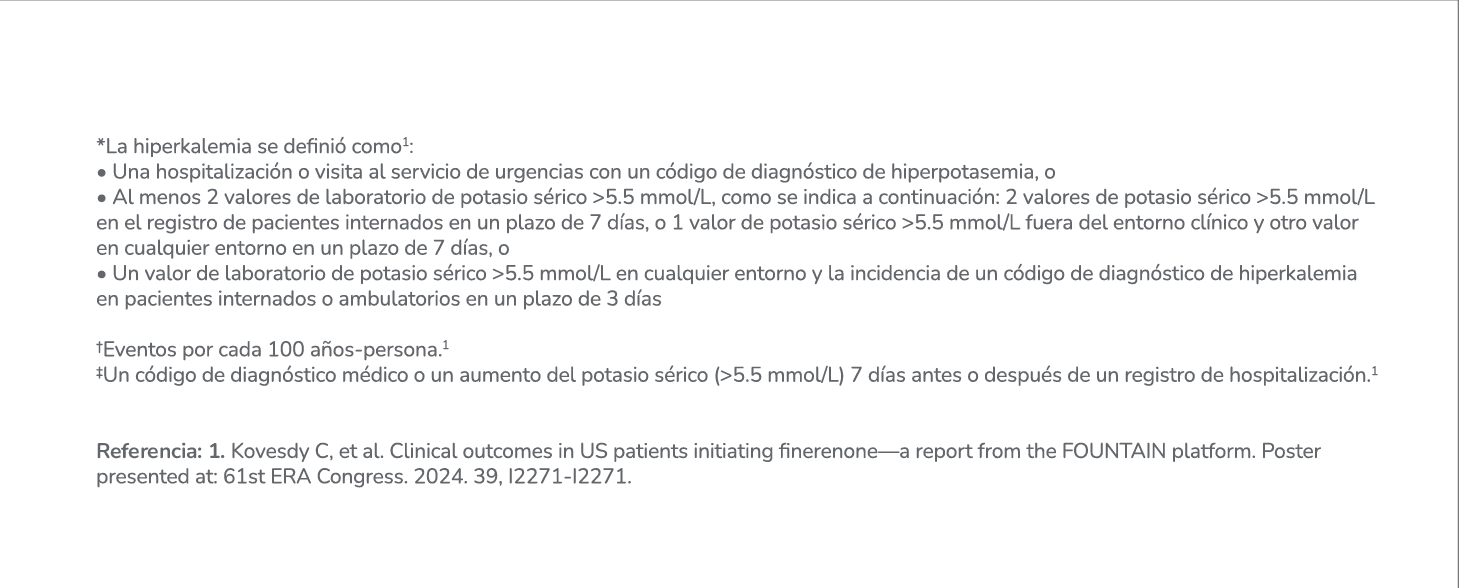 *La hiperkalemia se definió como¹:
• Una hospitalización o visita al servicio de urgencias con un código de diagnóstico de hiperpotasemia, o
• Al menos 2 valores de laboratorio de potasio sérico >5.5 mmol/L, como se indica a continuación: 2 valores de potasio sérico >5.5 mmol/L
en el registro de pacientes internados en un plazo de 7 días, o 1 valor de potasio sérico >5.5 mmol/L fuera del entorno clínico y otro valor
en cualquier entorno en un plazo de 7 días, o
• Un valor de laboratorio de potasio sérico >5.5 mmol/L en cualquier entorno y la incidencia de un código de diagnóstico de hiperkalemia
en pacientes internados o ambulatorios en un plazo de 3 días
†Eventos por cada 100 años-persona.¹
‡Un código de diagnóstico médico o un aumento del potasio sérico (>5.5 mmol/L) 7 días antes o después de un registro de hospitalización.¹
Referencia: 1. Kovesdy C, et al. Clinical outcomes in US patients initiating finerenone—a report from the FOUNTAIN platform. Poster
presented at: 61st ERA Congress. 2024. 39, I2271-I2271.